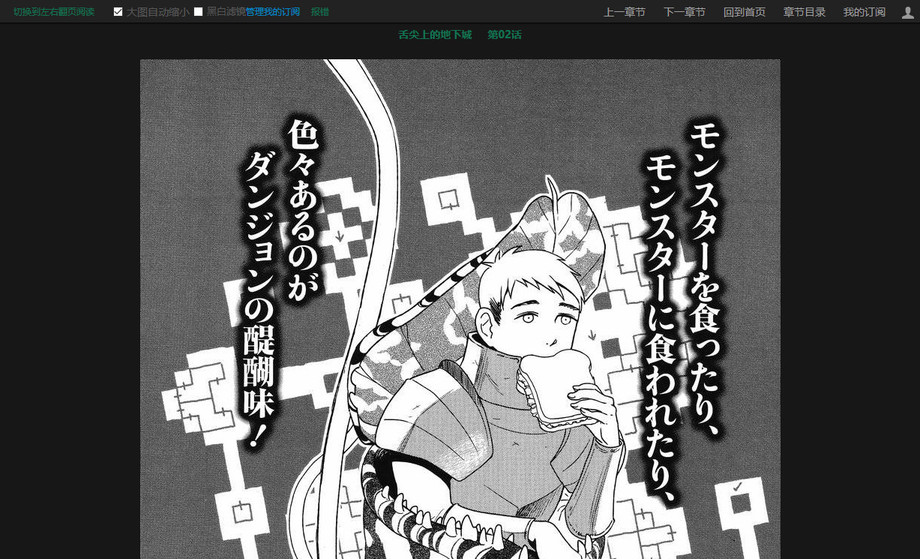 切换到左右翻页阅读 大图自动缩小 黑白滤镜 管理我的订阅 报错 上一章节 下一章节 回到首页 章节目录 我的订阅
舌尖上的地下城 第02话
モンスターを食ったり、
モンスターに食われたり、
色々あるのが
ダンジョンの醍醐味！